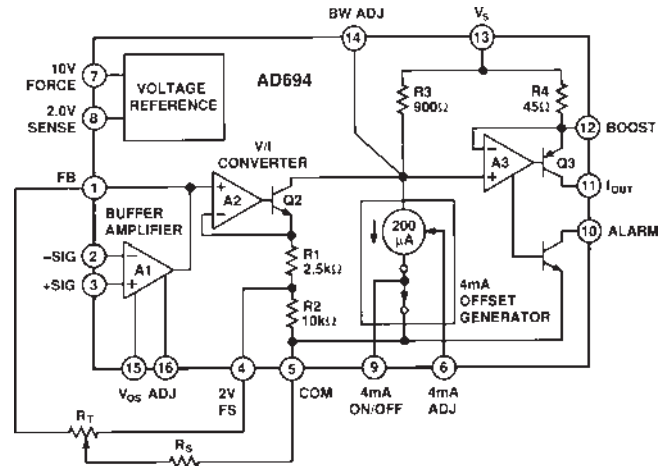 BW ADJ
VS
14
13
10V
FORCE
7
VOLTAGE
REFERENCE
AD694
R3
900Ω
R4
45Ω
2.0V
SENSE
8
12
BOOST
V/I
CONVERTER
FB
1
+
−
A2
Q2
−
+
A3
Q3
11
IOUT
BUFFER
AMPLIFIER
200
µA
10
ALARM
−SIG
2
−
+SIG
3
+
A1
R1
2.5kΩ
R2
10kΩ
4mA
OFFSET
GENERATOR
15
16
4
5
9
6
VOS ADJ
2V
FS
COM
4mA
ON/OFF
4mA
ADJ
RT
RS